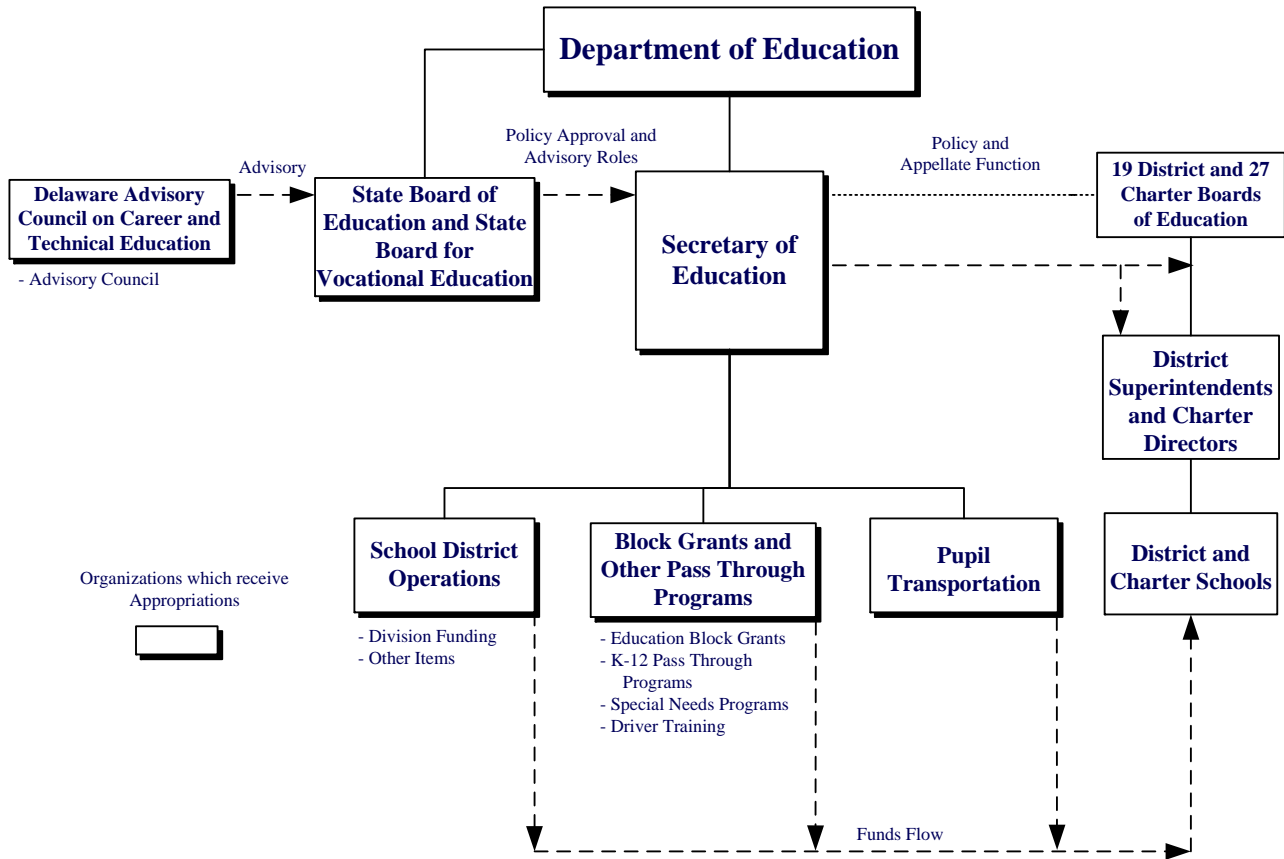 Department of Education
Policy Approval and
Advisory Roles
Policy and
Appellate Function
Advisory
Delaware Advisory
Council on Career and
Technical Education
- Advisory Council
State Board of
Education and State
Board for
Vocational Education
Secretary of
Education
19 District and 27
Charter Boards
of Education
District
Superintendents
and Charter
Directors
School District
Operations
- Division Funding
- Other Items
Block Grants and
Other Pass Through
Programs
- Education Block Grants
- K-12 Pass Through
Programs
- Special Needs Programs
- Driver Training
Pupil
Transportation
District and
Charter Schools
Organizations which receive
Appropriations
Funds Flow